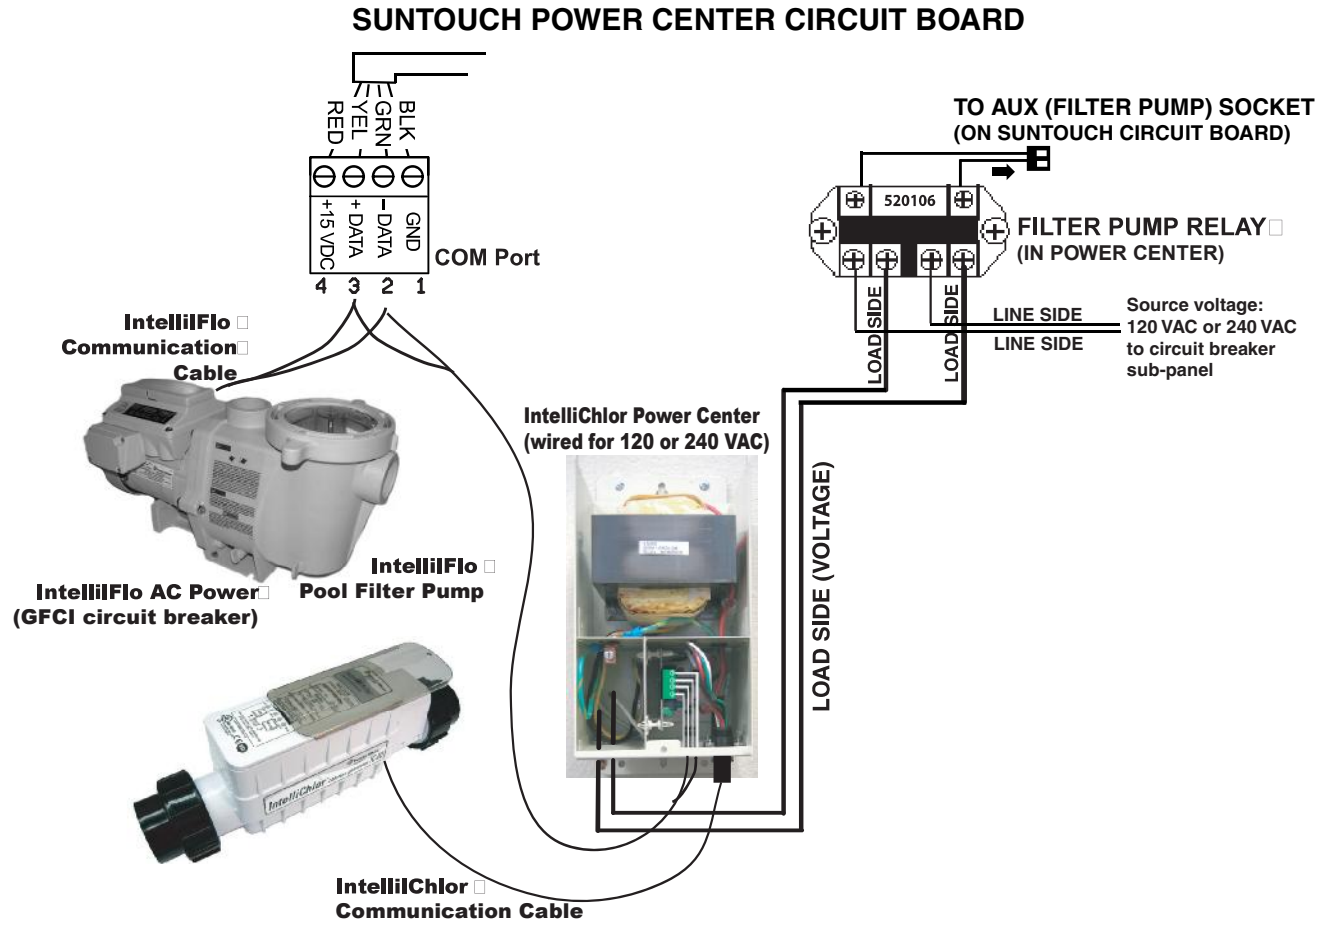 SUNTOUCH POWER CENTER CIRCUIT BOARD
RED
YEL
GRN
BLK
+15 VDC
+ DATA
– DATA
GND
4
3
2
1
COM Port
TO AUX (FILTER PUMP) SOCKET
(ON SUNTOUCH CIRCUIT BOARD)
520106
FILTER PUMP RELAY
(IN POWER CENTER)
LOAD SIDE
LOAD SIDE
LINE SIDE
LINE SIDE
Source voltage:
120 VAC or 240 VAC
to circuit breaker
sub-panel
IntellilFlo
Communication
Cable
IntelliChlor Power Center
(wired for 120 or 240 VAC)
LOAD SIDE (VOLTAGE)
IntellilFlo
Pool Filter Pump
IntellilFlo AC Power
(GFCI circuit breaker)
IntelliChlor
IntellilChlor
Communication Cable